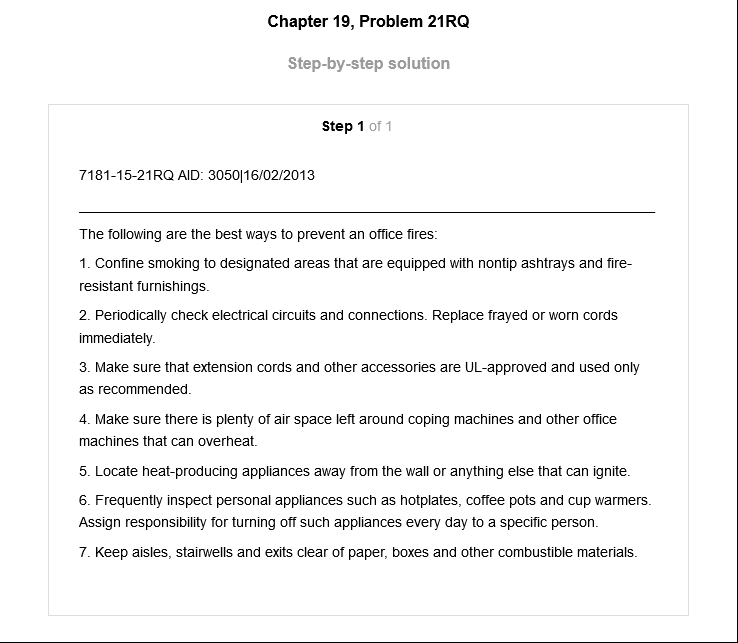 Chapter 19, Problem 21RQ
Step-by-step solution
Step 1 of 1
7181-15-21RQ AID: 3050|16/02/2013
The following are the best ways to prevent an office fires:
1. Confine smoking to designated areas that are equipped with nontip ashtrays and fire-
resistant furnishings.
2. Periodically check electrical circuits and connections. Replace frayed or worn cords
immediately.
3. Make sure that extension cords and other accessories are UL-approved and used only
as recommended.
4. Make sure there is plenty of air space left around coping machines and other office
machines that can overheat.
5. Locate heat-producing appliances away from the wall or anything else that can ignite.
6. Frequently inspect personal appliances such as hotplates, coffee pots and cup warmers.
Assign responsibility for turning off such appliances every day to a specific person.
7. Keep aisles, stairwells and exits clear of paper, boxes and other combustible materials.